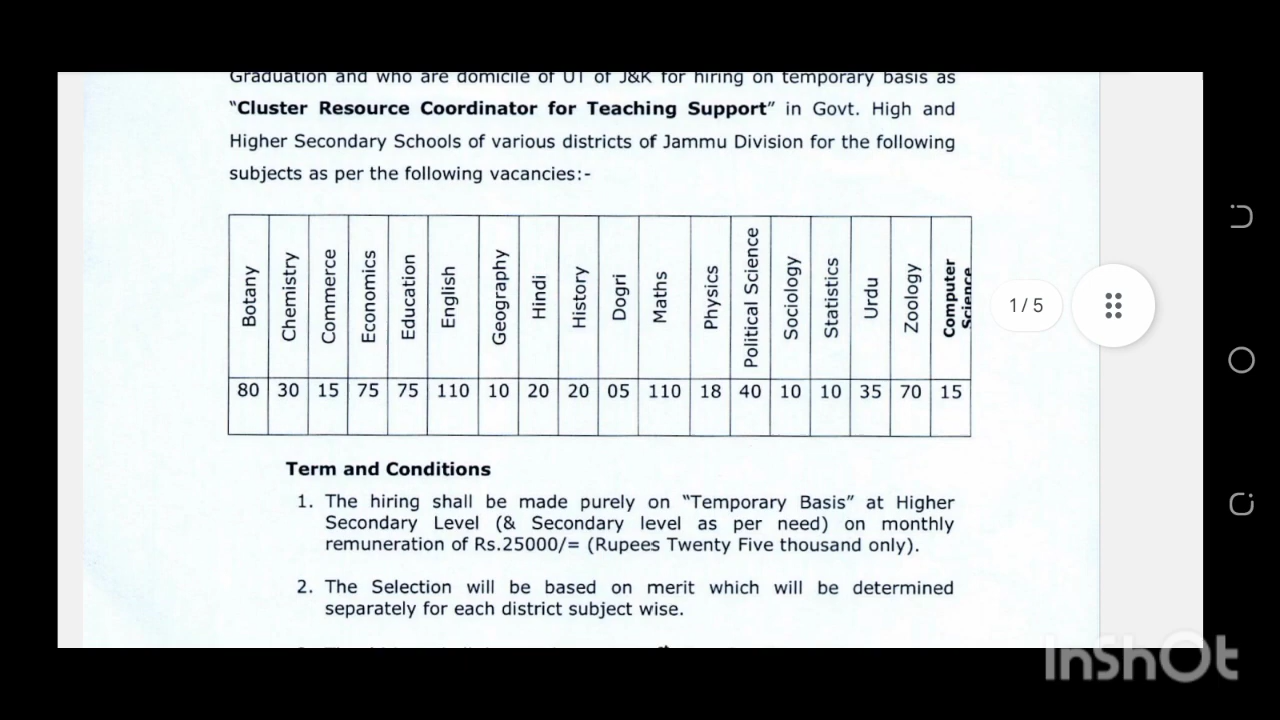 Graduation and who are domicile of UT of J&K for hiring on temporary basis as
"Cluster Resource Coordinator for Teaching Support" in Govt. High and
Higher Secondary Schools of various districts of Jammu Division for the following
subjects as per the following vacancies:-
Botany Chemistry Commerce Economics Education English Geography Hindi History Dogri Maths Physics Political Science Sociology Statistics Urdu Zoology Computer Science
80 30 15 75 75 110 10 20 20 05 110 18 40 10 10 35 70 15
1 / 5
Term and Conditions
1. The hiring shall be made purely on "Temporary Basis" at Higher
Secondary Level (& Secondary level as per need) on monthly
remuneration of Rs.25000/= (Rupees Twenty Five thousand only).
2. The Selection will be based on merit which will be determined
separately for each district subject wise.
InShOt